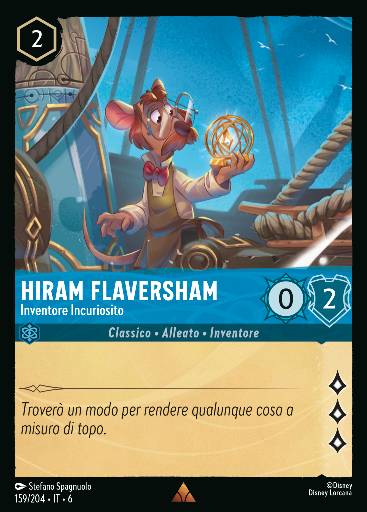 2
HIRAM FLAVERSHAM
Inventore Incuriosito
0
2
Classico • Alleato • Inventore
Troverà un modo per rendere qualunque cosa a
misura di topo.
Stefano Spagnuolo
159/204 • IT • 6
©Disney
Disney Lorcana